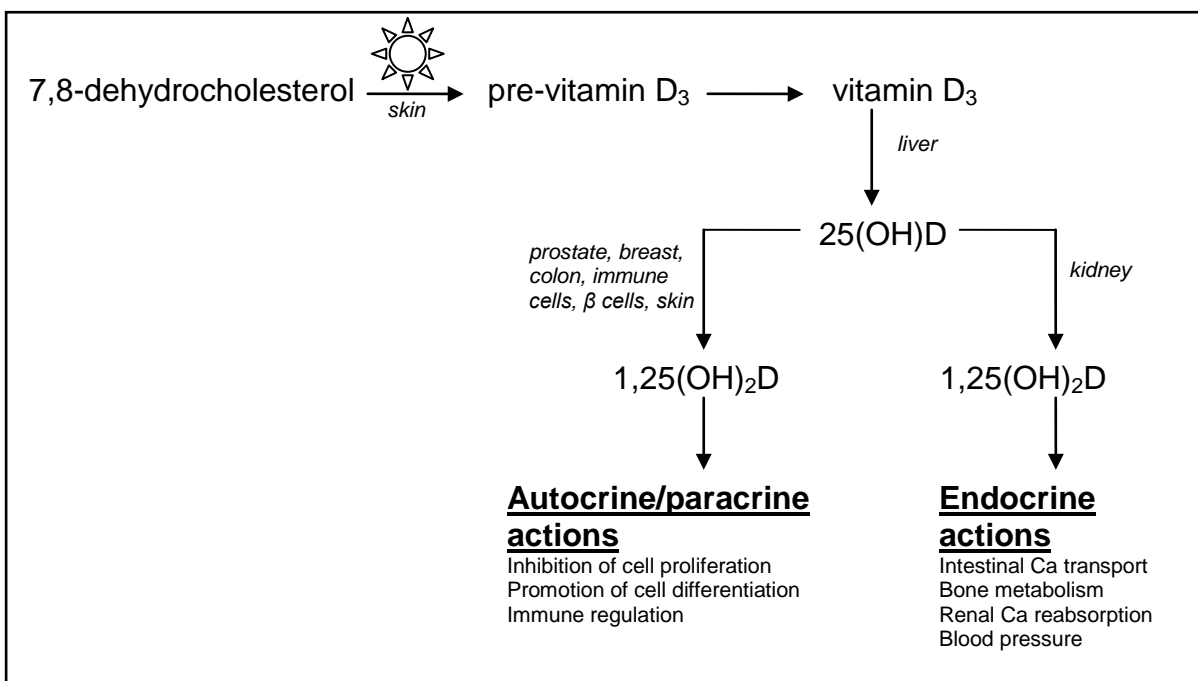 7,8-dehydrocholesterol
skin
pre-vitamin D₃
vitamin D₃
liver
25(OH)D
prostate, breast,
colon, immune
cells, β cells, skin
kidney
1,25(OH)₂D
1,25(OH)₂D
Autocrine/paracrine
actions
Inhibition of cell proliferation
Promotion of cell differentiation
Immune regulation
Endocrine
actions
Intestinal Ca transport
Bone metabolism
Renal Ca reabsorption
Blood pressure